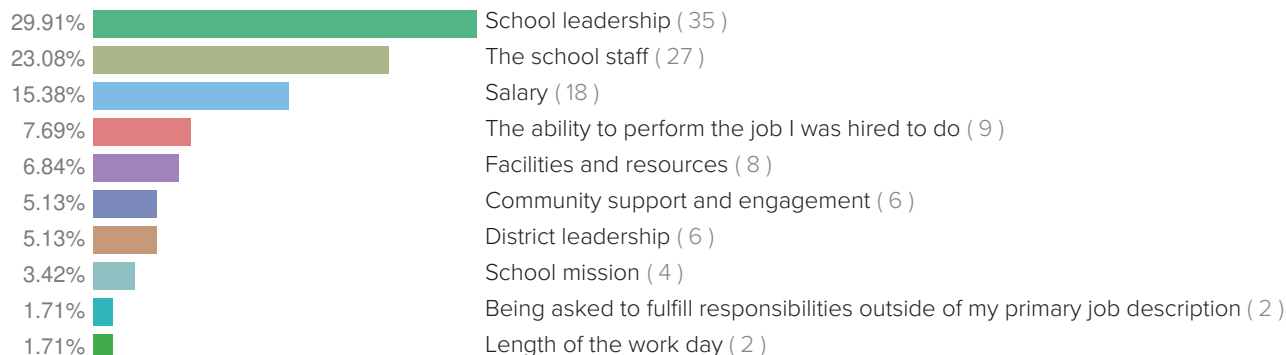 29.91% School leadership ( 35 )
23.08% The school staff ( 27 )
15.38% Salary ( 18 )
7.69% The ability to perform the job I was hired to do ( 9 )
6.84% Facilities and resources ( 8 )
5.13% Community support and engagement ( 6 )
5.13% District leadership ( 6 )
3.42% School mission ( 4 )
1.71% Being asked to fulfill responsibilities outside of my primary job description ( 2 )
1.71% Length of the work day ( 2 )